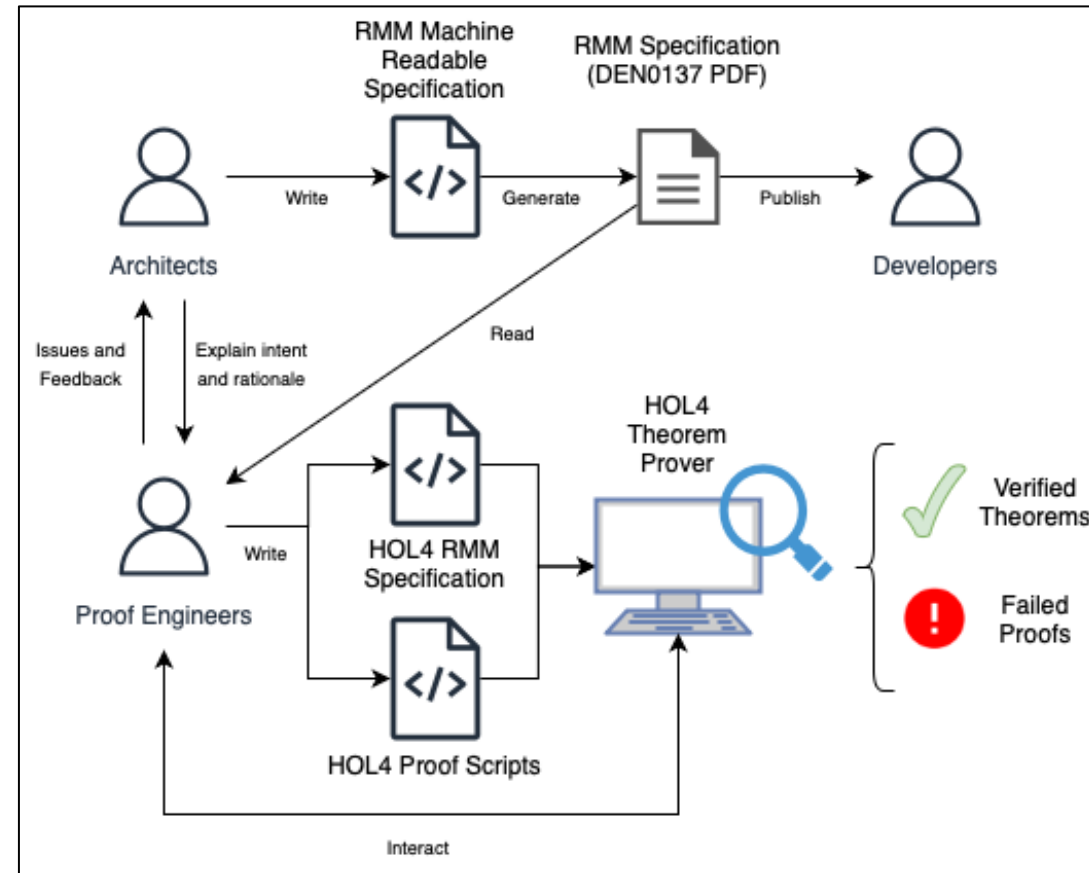 RMM Machine
Readable
Specification
RMM Specification
(DEN0137 PDF)
</>
Write
Generate
Publish
Architects
Developers
Issues and
Feedback
Explain intent
and rationale
Read
</>
HOL4
Theorem
Prover
Write
HOL4 RMM
Specification
Verified
Theorems
Proof Engineers
!
Failed
Proofs
</>
HOL4 Proof Scripts
Interact